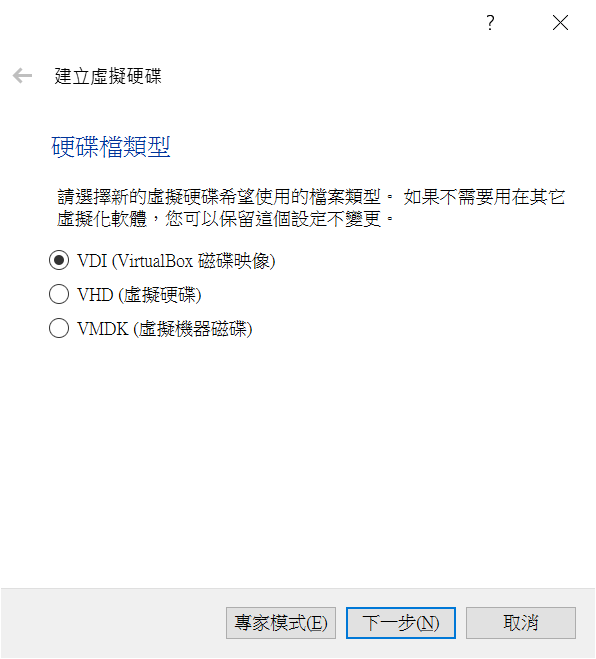 ?
建立虛擬硬碟
硬碟檔類型
請選擇新的虛擬硬碟希望使用的檔案類型。 如果不需要用在其它
虛擬化軟體，您可以保留這個設定不變更。
VDI (VirtualBox 磁碟映像)
VHD (虛擬硬碟)
VMDK (虛擬機器磁碟)
專家模式(E) 下一步(N) 取消